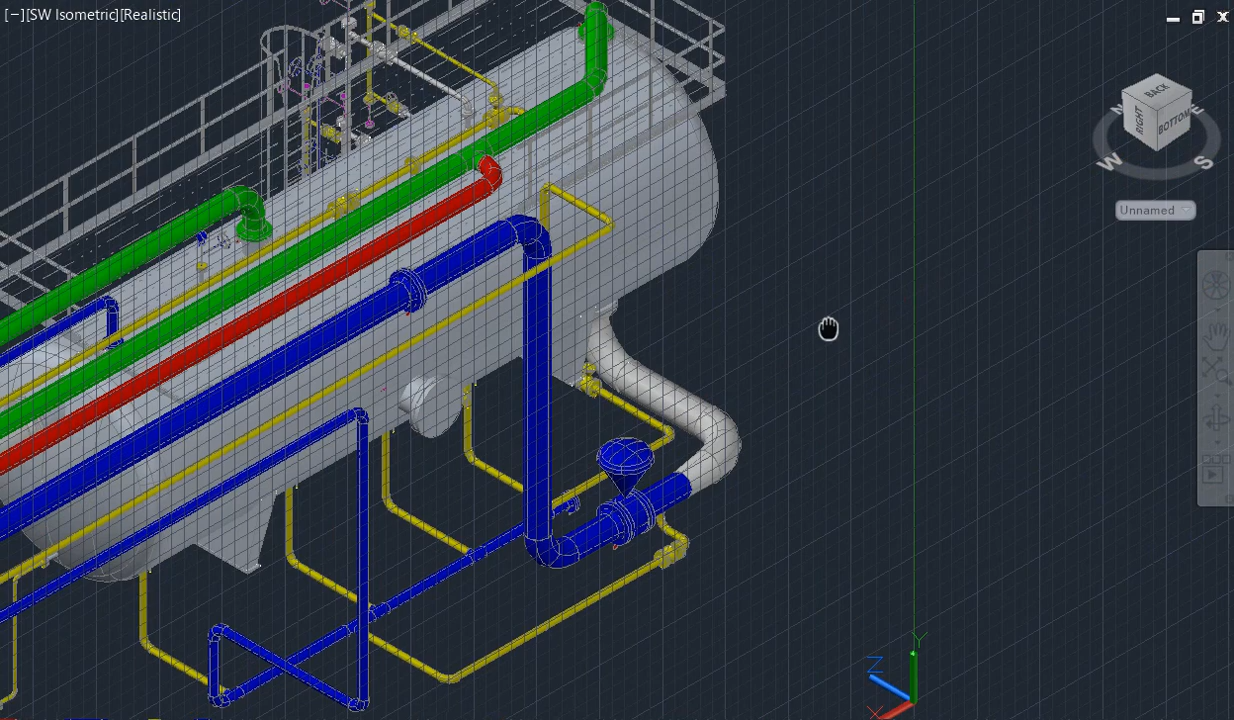 [−][SW Isometric][Realistic]
BACK
RIGHT
BOTTOM
N
E
W
S
Unnamed
Y
Z
X